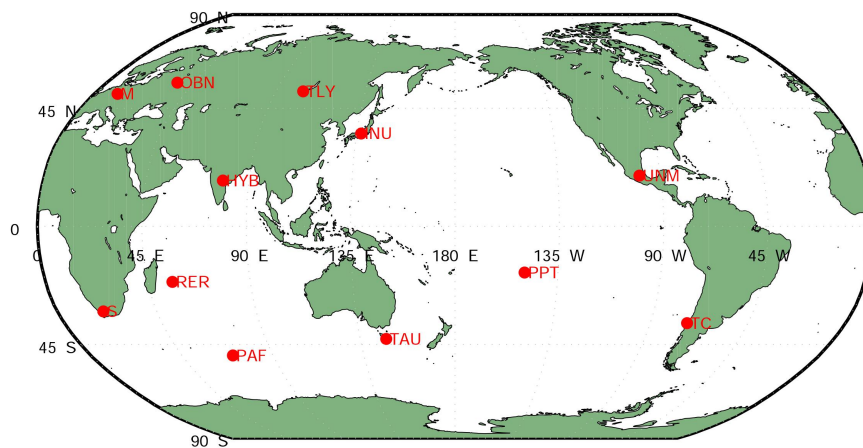 90 N
OBN
M
TLY
45 N
INU
HYB
UNM
0
0
45 E
90 E
135 E
180 E
135 W
90 W
45 W
PPT
RER
S
TC
TAU
45 S
PAF
90 S